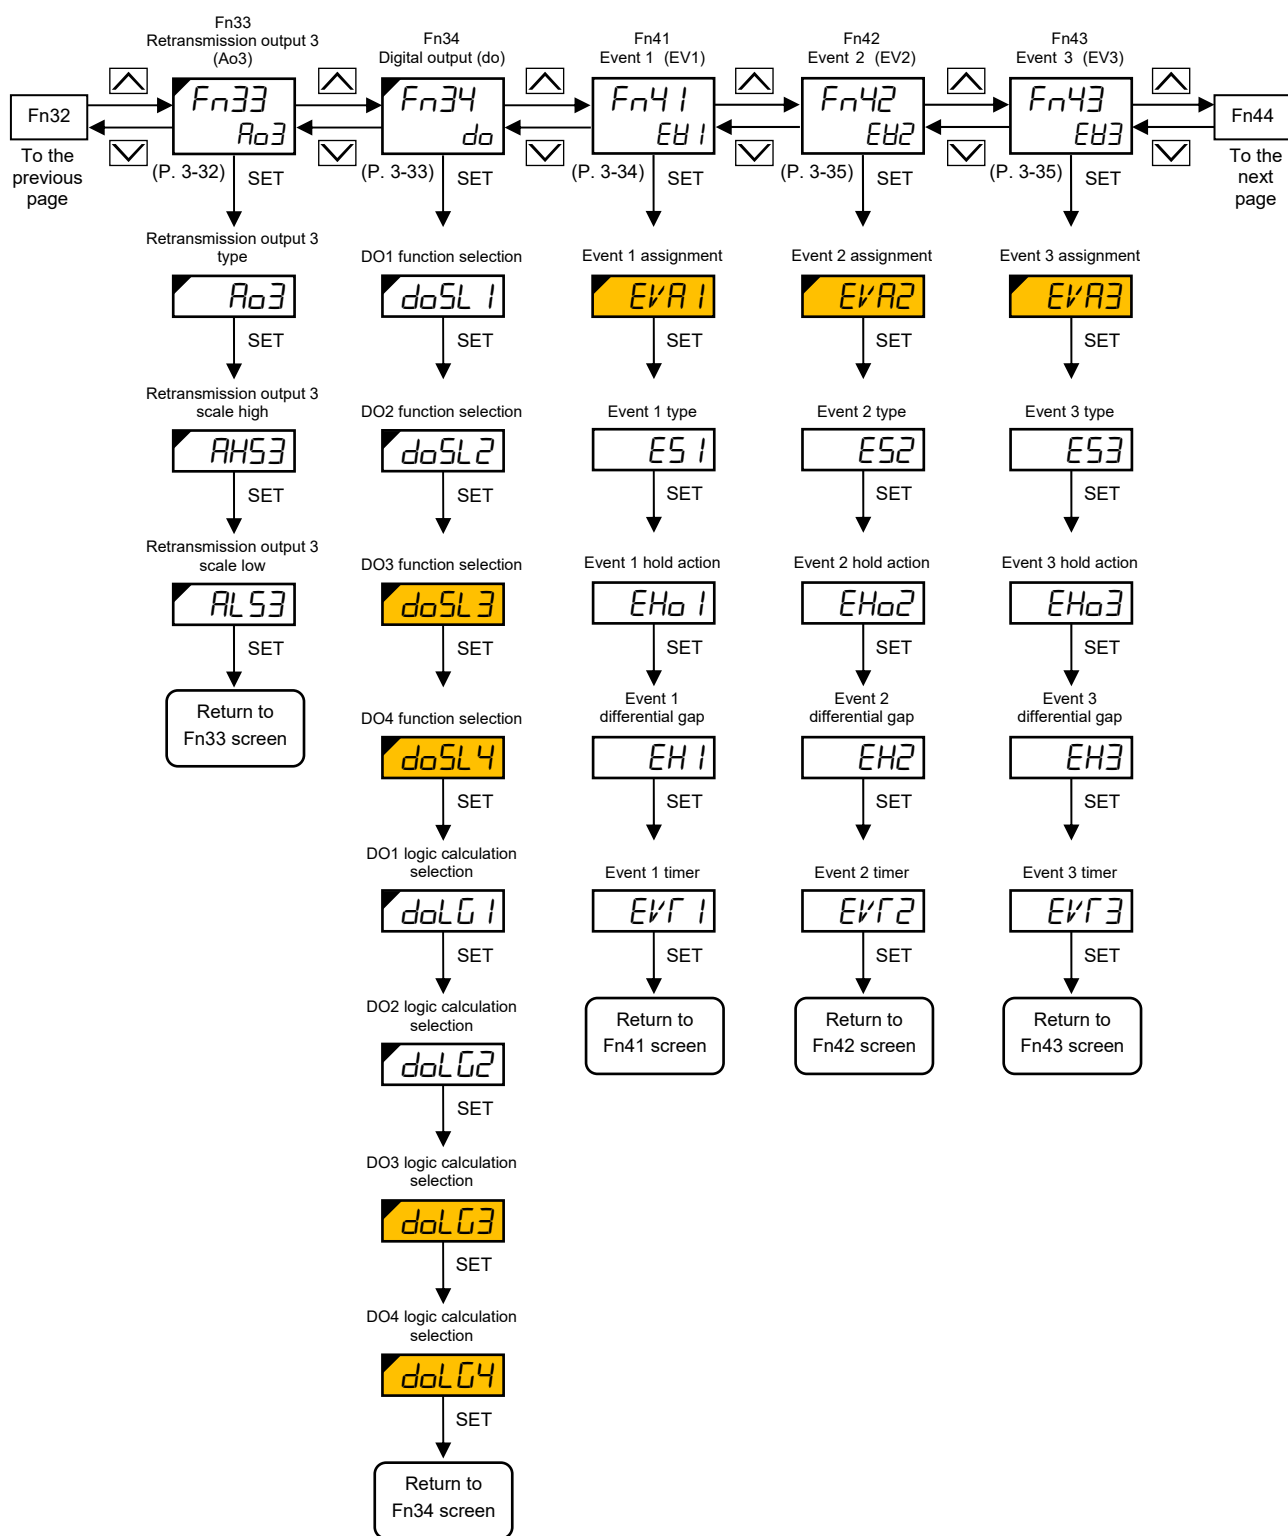 Fn33
Retransmission output 3
(Ao3)
Fn34
Digital output (do)
Fn41
Event 1 (EV1)
Fn42
Event 2 (EV2)
Fn43
Event 3 (EV3)
Fn32
Fn33
Ao3
Fn34
do
Fn41
EV1
Fn42
EV2
Fn43
EV3
Fn44
To the
previous
page
(P. 3-32)
SET
(P. 3-33)
SET
(P. 3-34)
SET
(P. 3-35)
SET
(P. 3-35)
SET
To the
next
page
Retransmission output 3
type
DO1 function selection
Event 1 assignment
Event 2 assignment
Event 3 assignment
Ao3
doSL1
EVA1
EVA2
EVA3
SET
SET
SET
SET
SET
Retransmission output 3
scale high
DO2 function selection
Event 1 type
Event 2 type
Event 3 type
AHS3
doSL2
ES1
ES2
ES3
SET
SET
SET
SET
SET
Retransmission output 3
scale low
DO3 function selection
Event 1 hold action
Event 2 hold action
Event 3 hold action
ALS3
doSL3
EHo1
EHo2
EHo3
SET
SET
SET
SET
SET
Return to
Fn33 screen
DO4 function selection
Event 1
differential gap
Event 2
differential gap
Event 3
differential gap
doSL4
EH1
EH2
EH3
SET
SET
SET
SET
DO1 logic calculation
selection
Event 1 timer
Event 2 timer
Event 3 timer
doLG1
EVT1
EVT2
EVT3
SET
SET
SET
SET
DO2 logic calculation
selection
Return to
Fn41 screen
Return to
Fn42 screen
Return to
Fn43 screen
doLG2
SET
DO3 logic calculation
selection
doLG3
SET
DO4 logic calculation
selection
doLG4
SET
Return to
Fn34 screen